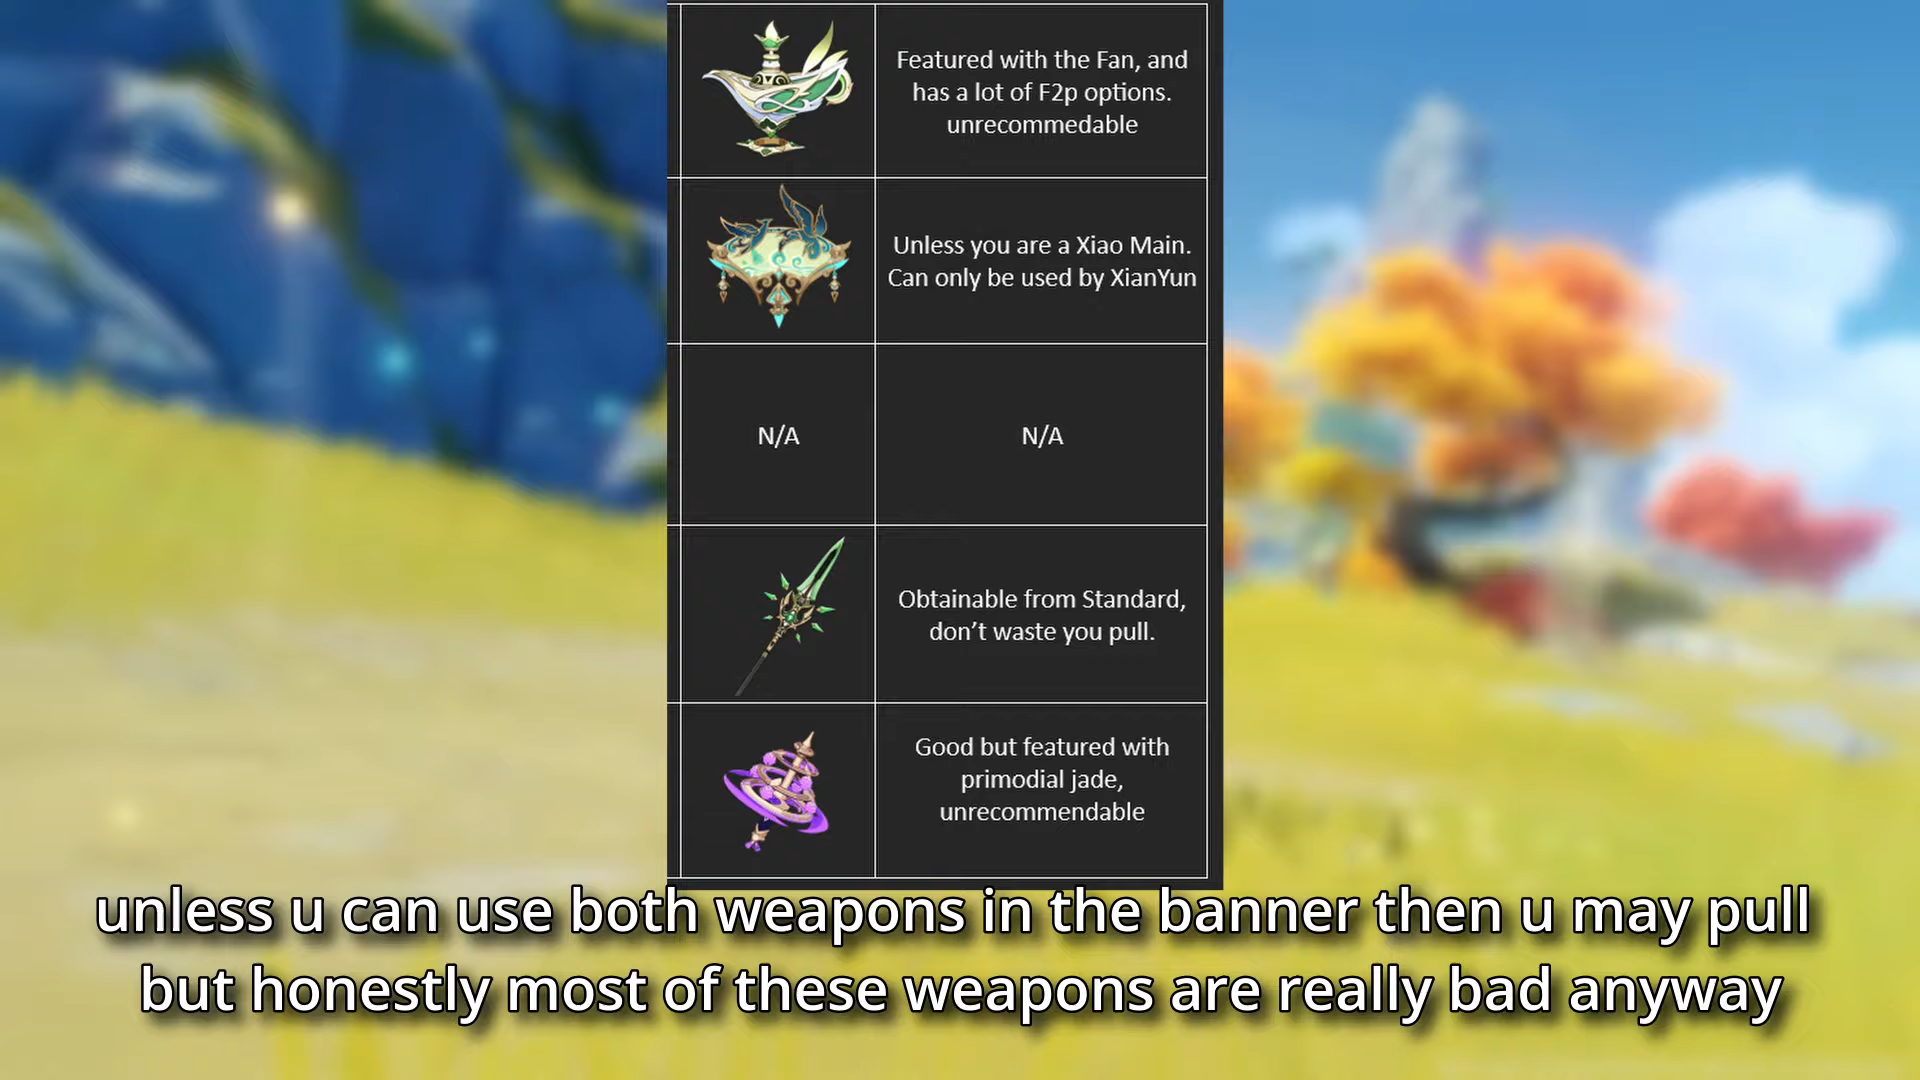 Featured with the Fan, and
has a lot of F2p options.
unrecommedable
Unless you are a Xiao Main.
Can only be used by XianYun
N/A
N/A
Obtainable from Standard,
don’t waste you pull.
Good but featured with
primodial jade,
unrecommendable
unless u can use both weapons in the banner then u may pull
but honestly most of these weapons are really bad anyway